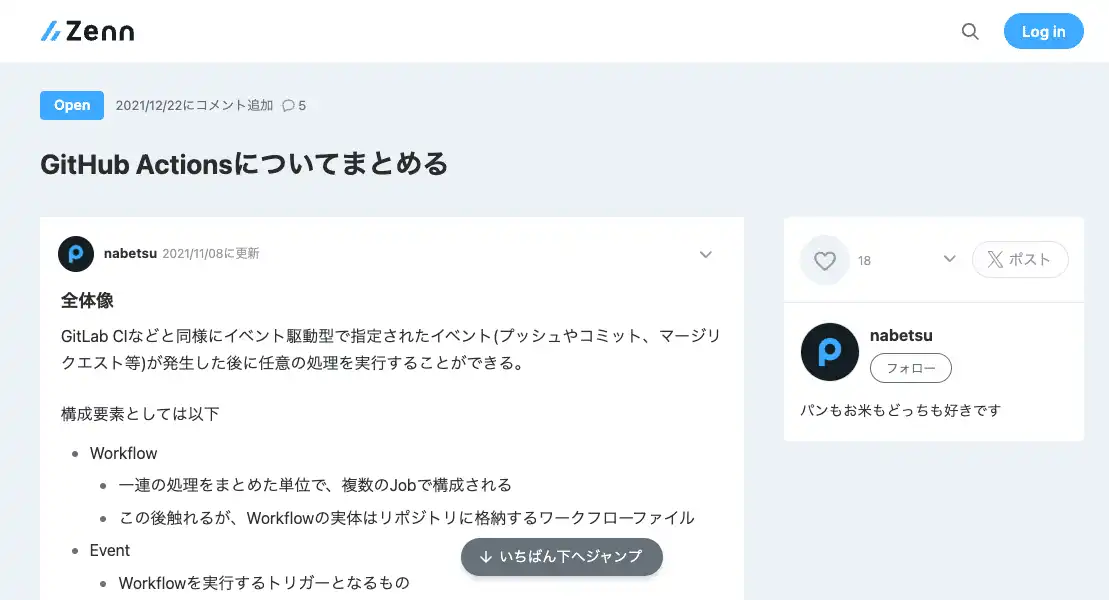 Zenn
Log in
Open 2021/12/22にコメント追加 5
GitHub Actionsについてまとめる
nabetsu 2021/11/08に更新
全体像
GitLab CIなどと同様にイベント駆動型で指定されたイベント(プッシュやコミット、マージリ
クエスト等)が発生した後に任意の処理を実行することができる。
構成要素としては以下
Workflow
一連の処理をまとめた単位で、複数のJobで構成される
この後触れるが、Workflowの実体はリポジトリに格納するワークフローファイル
Event
Workflowを実行するトリガーとなるもの
いちばん下へジャンプ
18
ポスト
nabetsu
フォロー
パンもお米もどっちも好きです